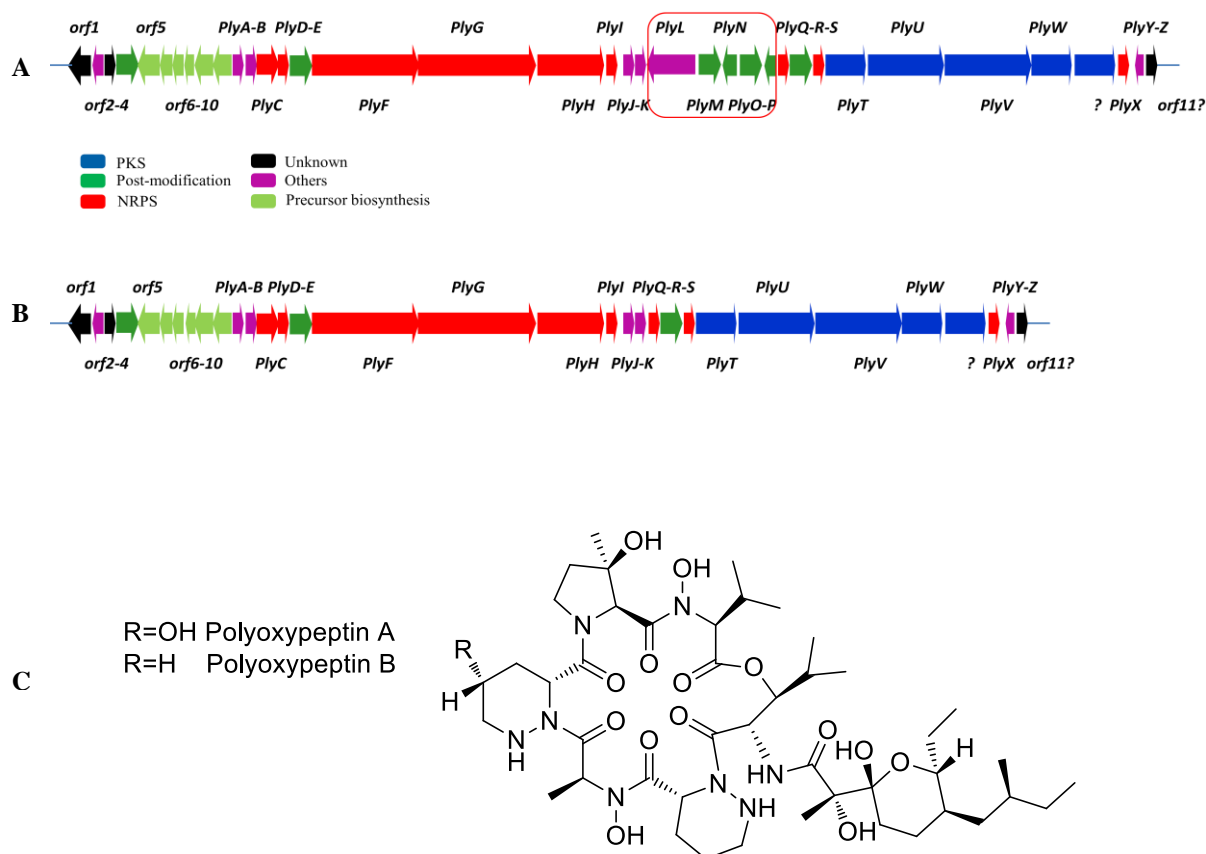 orf1 orf5 PlyA-B PlyD-E PlyG PlyI PlyL PlyN PlyQ-R-S PlyU PlyW PlyY-Z
A
orf2-4 orf6-10 PlyC PlyF PlyH PlyJ-K PlyM PlyO-P PlyT PlyV ? PlyX orf11?
PKS Unknown
Post-modification Others
NRPS Precursor biosynthesis
orf1 orf5 PlyA-B PlyD-E PlyG PlyI PlyQ-R-S PlyU PlyW PlyY-Z
B
orf2-4 orf6-10 PlyC PlyF PlyH PlyJ-K PlyT PlyV ? PlyX orf11?
OH
OH
R=OH Polyoxypeptin A
N
N
R=H Polyoxypeptin B
R
O
O
O
C
O
O
H
N
O
O
O
O
HO
O
H
N
H
N
N
N
NH
HN
OH
OH